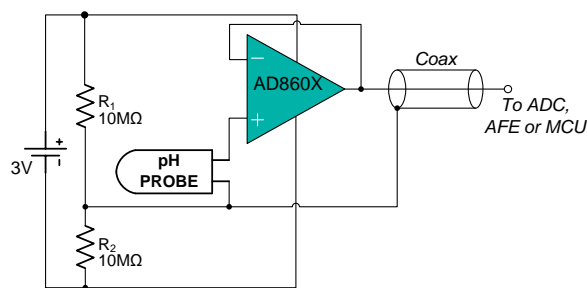 Coax
AD860X
R1
10MΩ
To ADC,
AFE or MCU
+
3V
pH
PROBE
R2
10MΩ